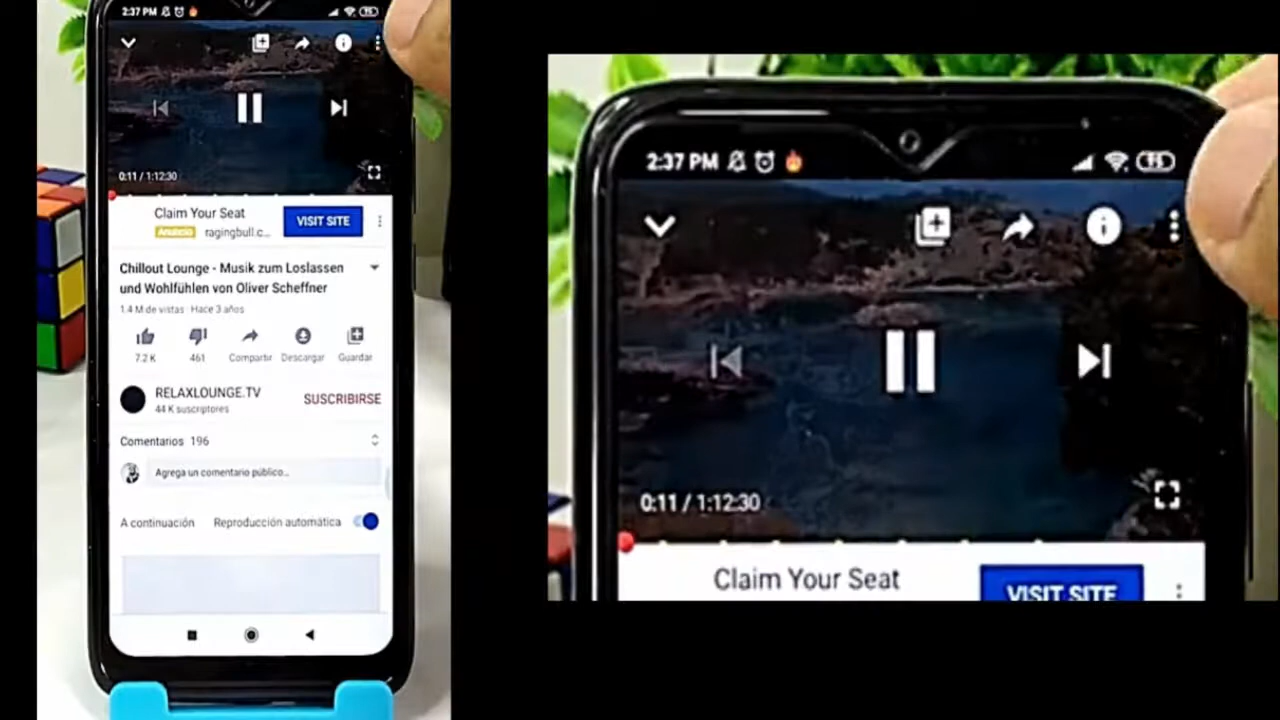 2:37 PM
0:11 / 1:12:30
Claim Your Seat
Anuncio ragingbull.c...
VISIT SITE
Chillout Lounge - Musik zum Loslassen
und Wohlfühlen von Oliver Scheffner
1.4 M de vistas · Hace 3 años
7.2 K 461 Compartir Descargar Guardar
RELAXLOUNGE.TV
44 K suscriptores
SUSCRIBIRSE
Comentarios 196
Agrega un comentario público...
A continuación Reproducción automática
2:37 PM
0:11 / 1:12:30
Claim Your Seat
VISIT SITE